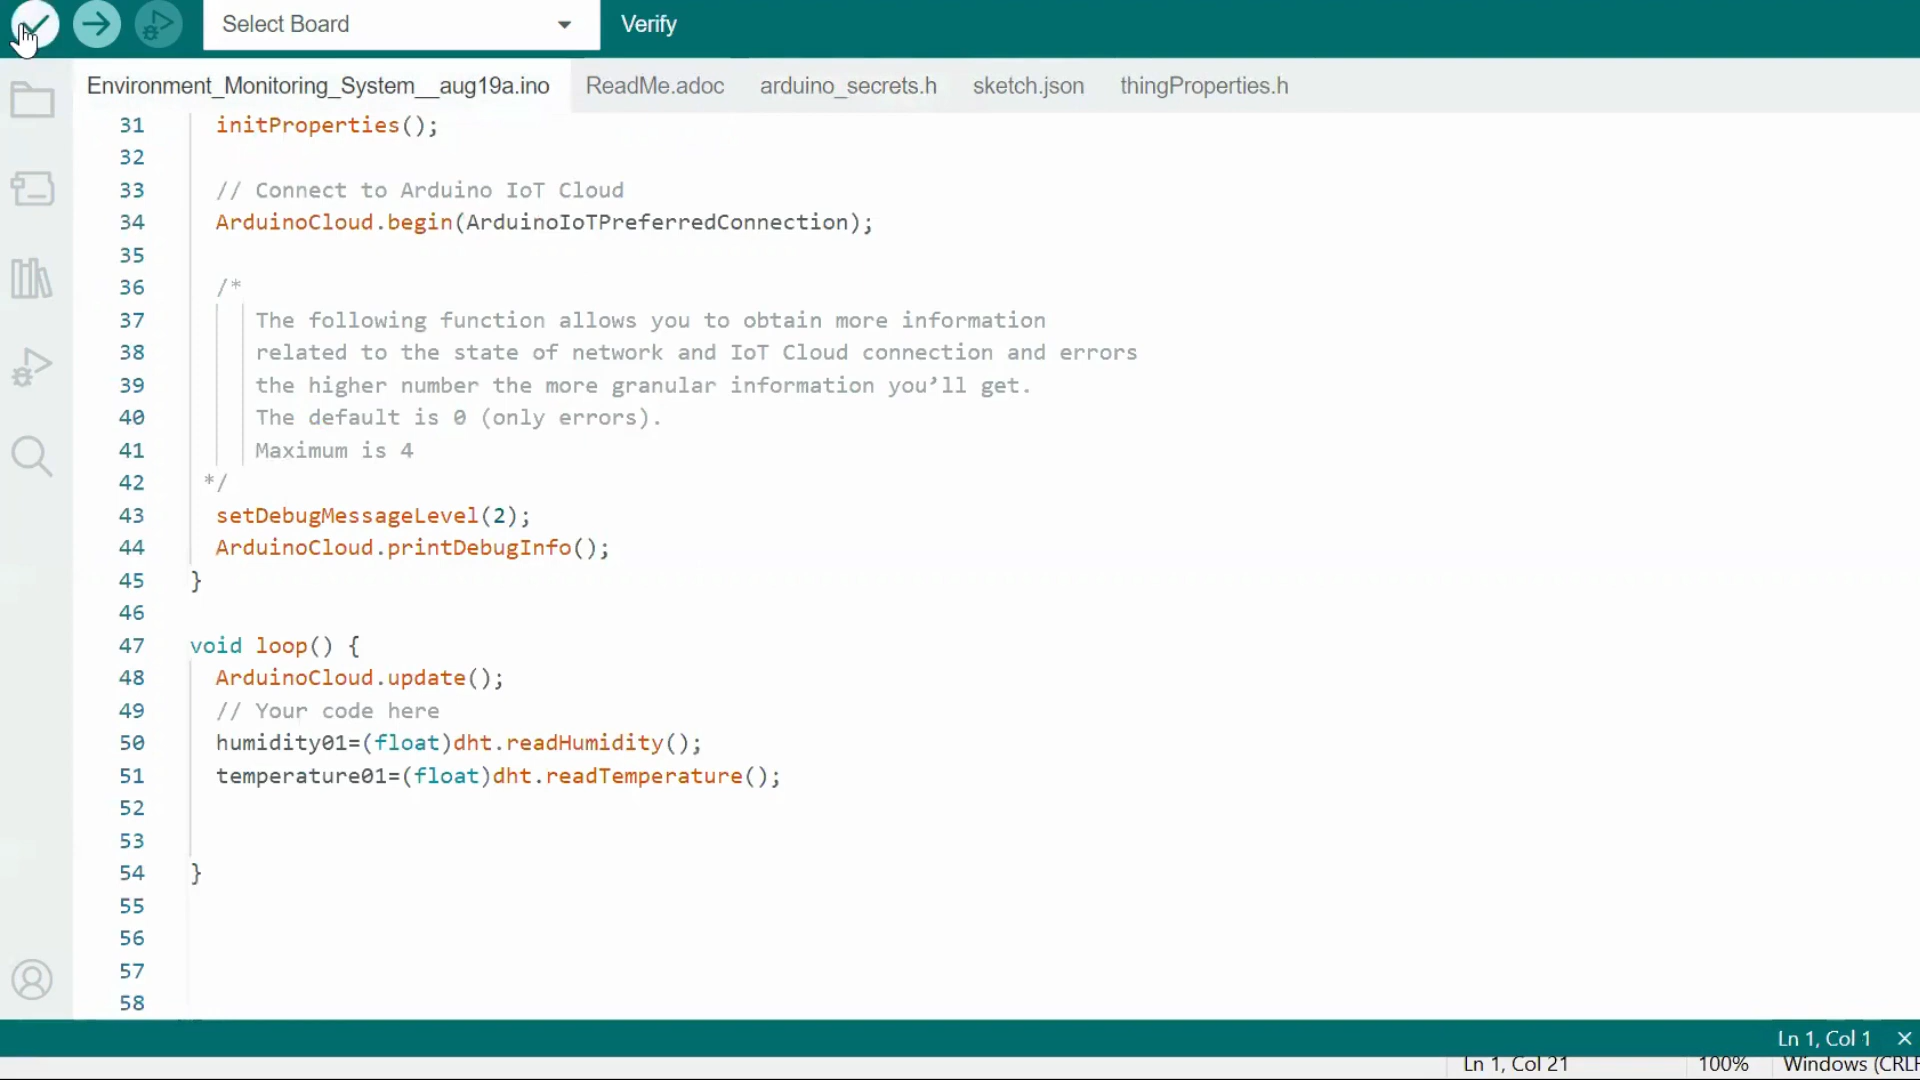 Select Board Verify
Environment_Monitoring_System__aug19a.ino ReadMe.adoc arduino_secrets.h sketch.json thingProperties.h
31 initProperties();
32
33 // Connect to Arduino IoT Cloud
34 ArduinoCloud.begin(ArduinoIoTPreferredConnection);
35
36 /*
37 The following function allows you to obtain more information
38 related to the state of network and IoT Cloud connection and errors
39 the higher number the more granular information you’ll get.
40 The default is 0 (only errors).
41 Maximum is 4
42 */
43 setDebugMessageLevel(2);
44 ArduinoCloud.printDebugInfo();
45 }
46
47 void loop() {
48 ArduinoCloud.update();
49 // Your code here
50 humidity01=(float)dht.readHumidity();
51 temperature01=(float)dht.readTemperature();
52
53
54 }
55
56
57
58
Ln 1, Col 1
Ln 1, Col 21 100% Windows (CRLF